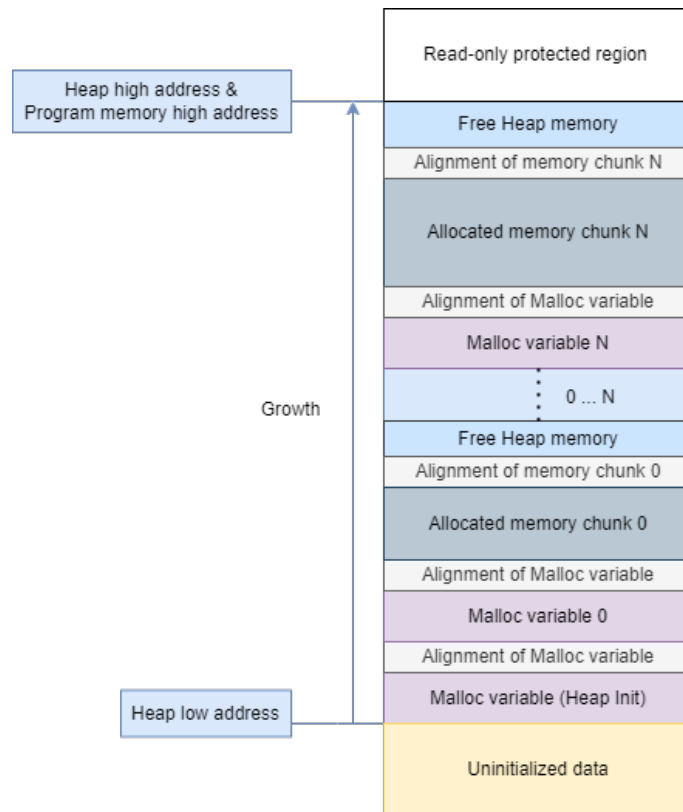 Read-only protected region
Heap high address &
Program memory high address
Free Heap memory
Alignment of memory chunk N
Allocated memory chunk N
Alignment of Malloc variable
Malloc variable N
0 ... N
Growth
Free Heap memory
Alignment of memory chunk 0
Allocated memory chunk 0
Alignment of Malloc variable
Malloc variable 0
Alignment of Malloc variable
Malloc variable (Heap Init)
Heap low address
Uninitialized data